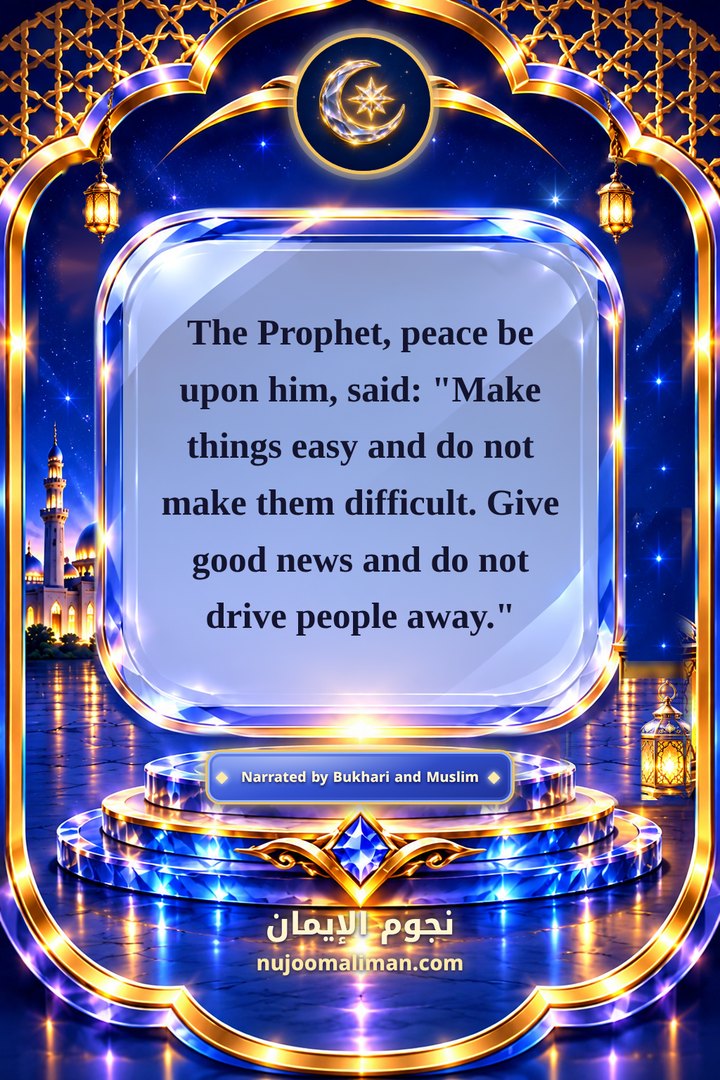 The Prophet, peace be
upon him, said: "Make
things easy and do not
make them difficult. Give
good news and do not
drive people away."
Narrated by Bukhari and Muslim
نجوم الإيمان
nujoomaliman.com